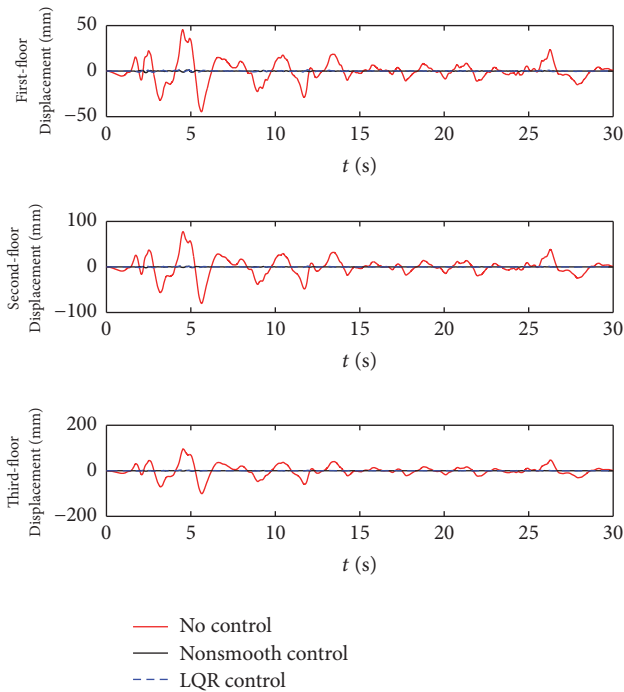 First-floor
Displacement (mm)
50
0
−50
0 5 10 15 20 25 30
t (s)
Second-floor
Displacement (mm)
100
0
−100
0 5 10 15 20 25 30
t (s)
Third-floor
Displacement (mm)
200
0
−200
0 5 10 15 20 25 30
t (s)
No control
Nonsmooth control
LQR control